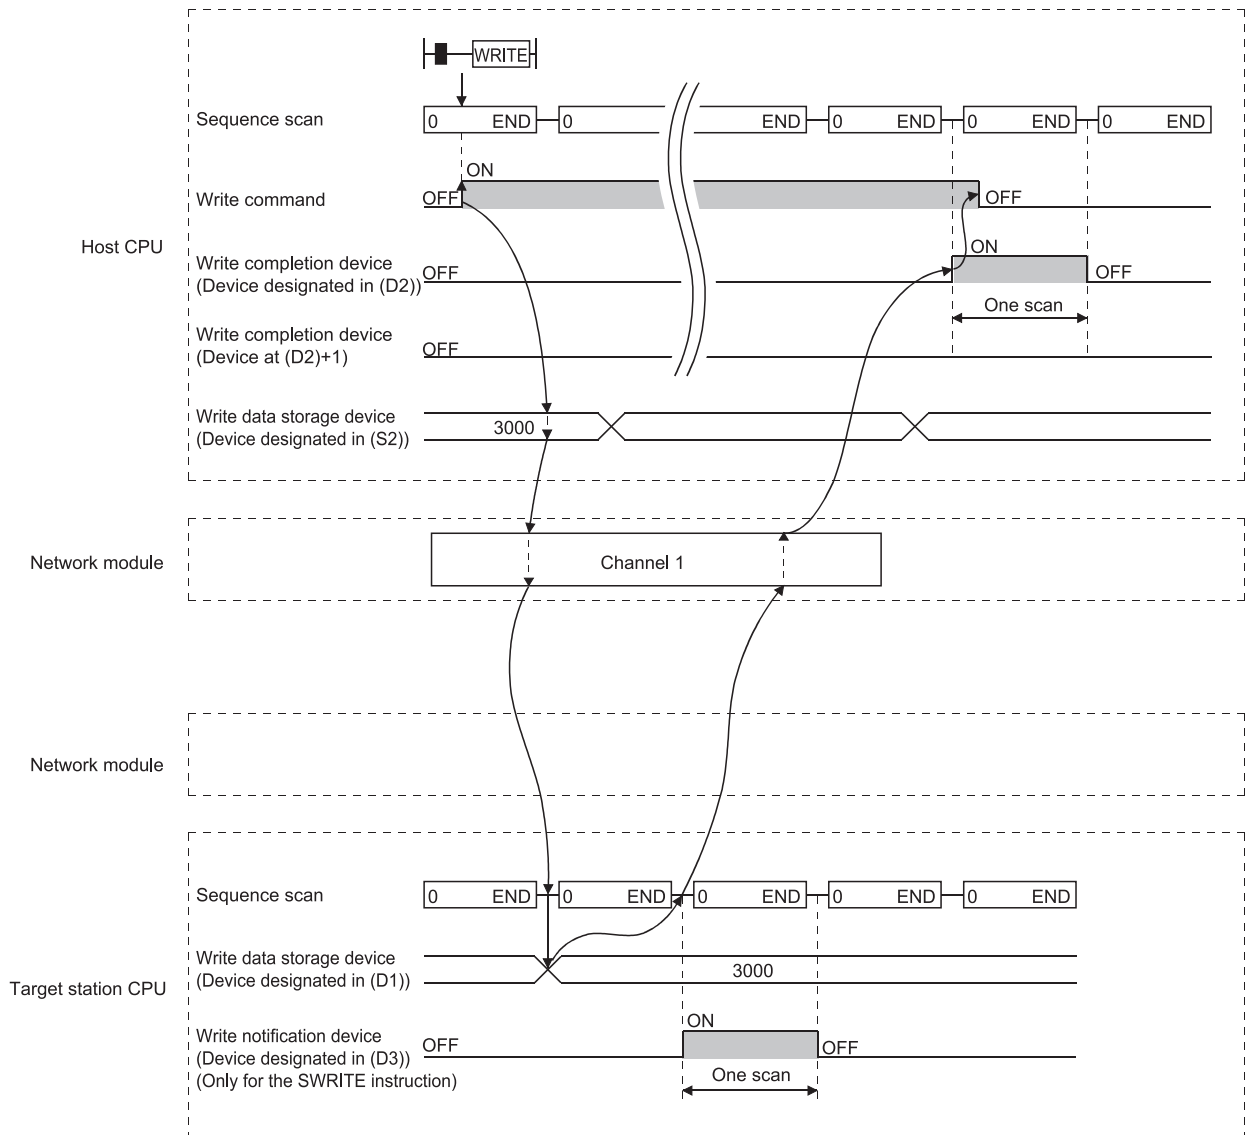 WRITE
Sequence scan
0 END 0 END 0 END 0 END 0 END
ON
Write command
OFF
OFF
Host CPU
ON
Write completion device
(Device designated in (D2))
OFF
OFF
One scan
Write completion device
(Device at (D2)+1)
OFF
Write data storage device
(Device designated in (S2))
3000
Network module
Channel 1
Network module
Sequence scan
0 END 0 END 0 END 0 END 0 END
Write data storage device
(Device designated in (D1))
3000
Target station CPU
ON
Write notification device
(Device designated in (D3))
(Only for the SWRITE instruction)
OFF
OFF
One scan